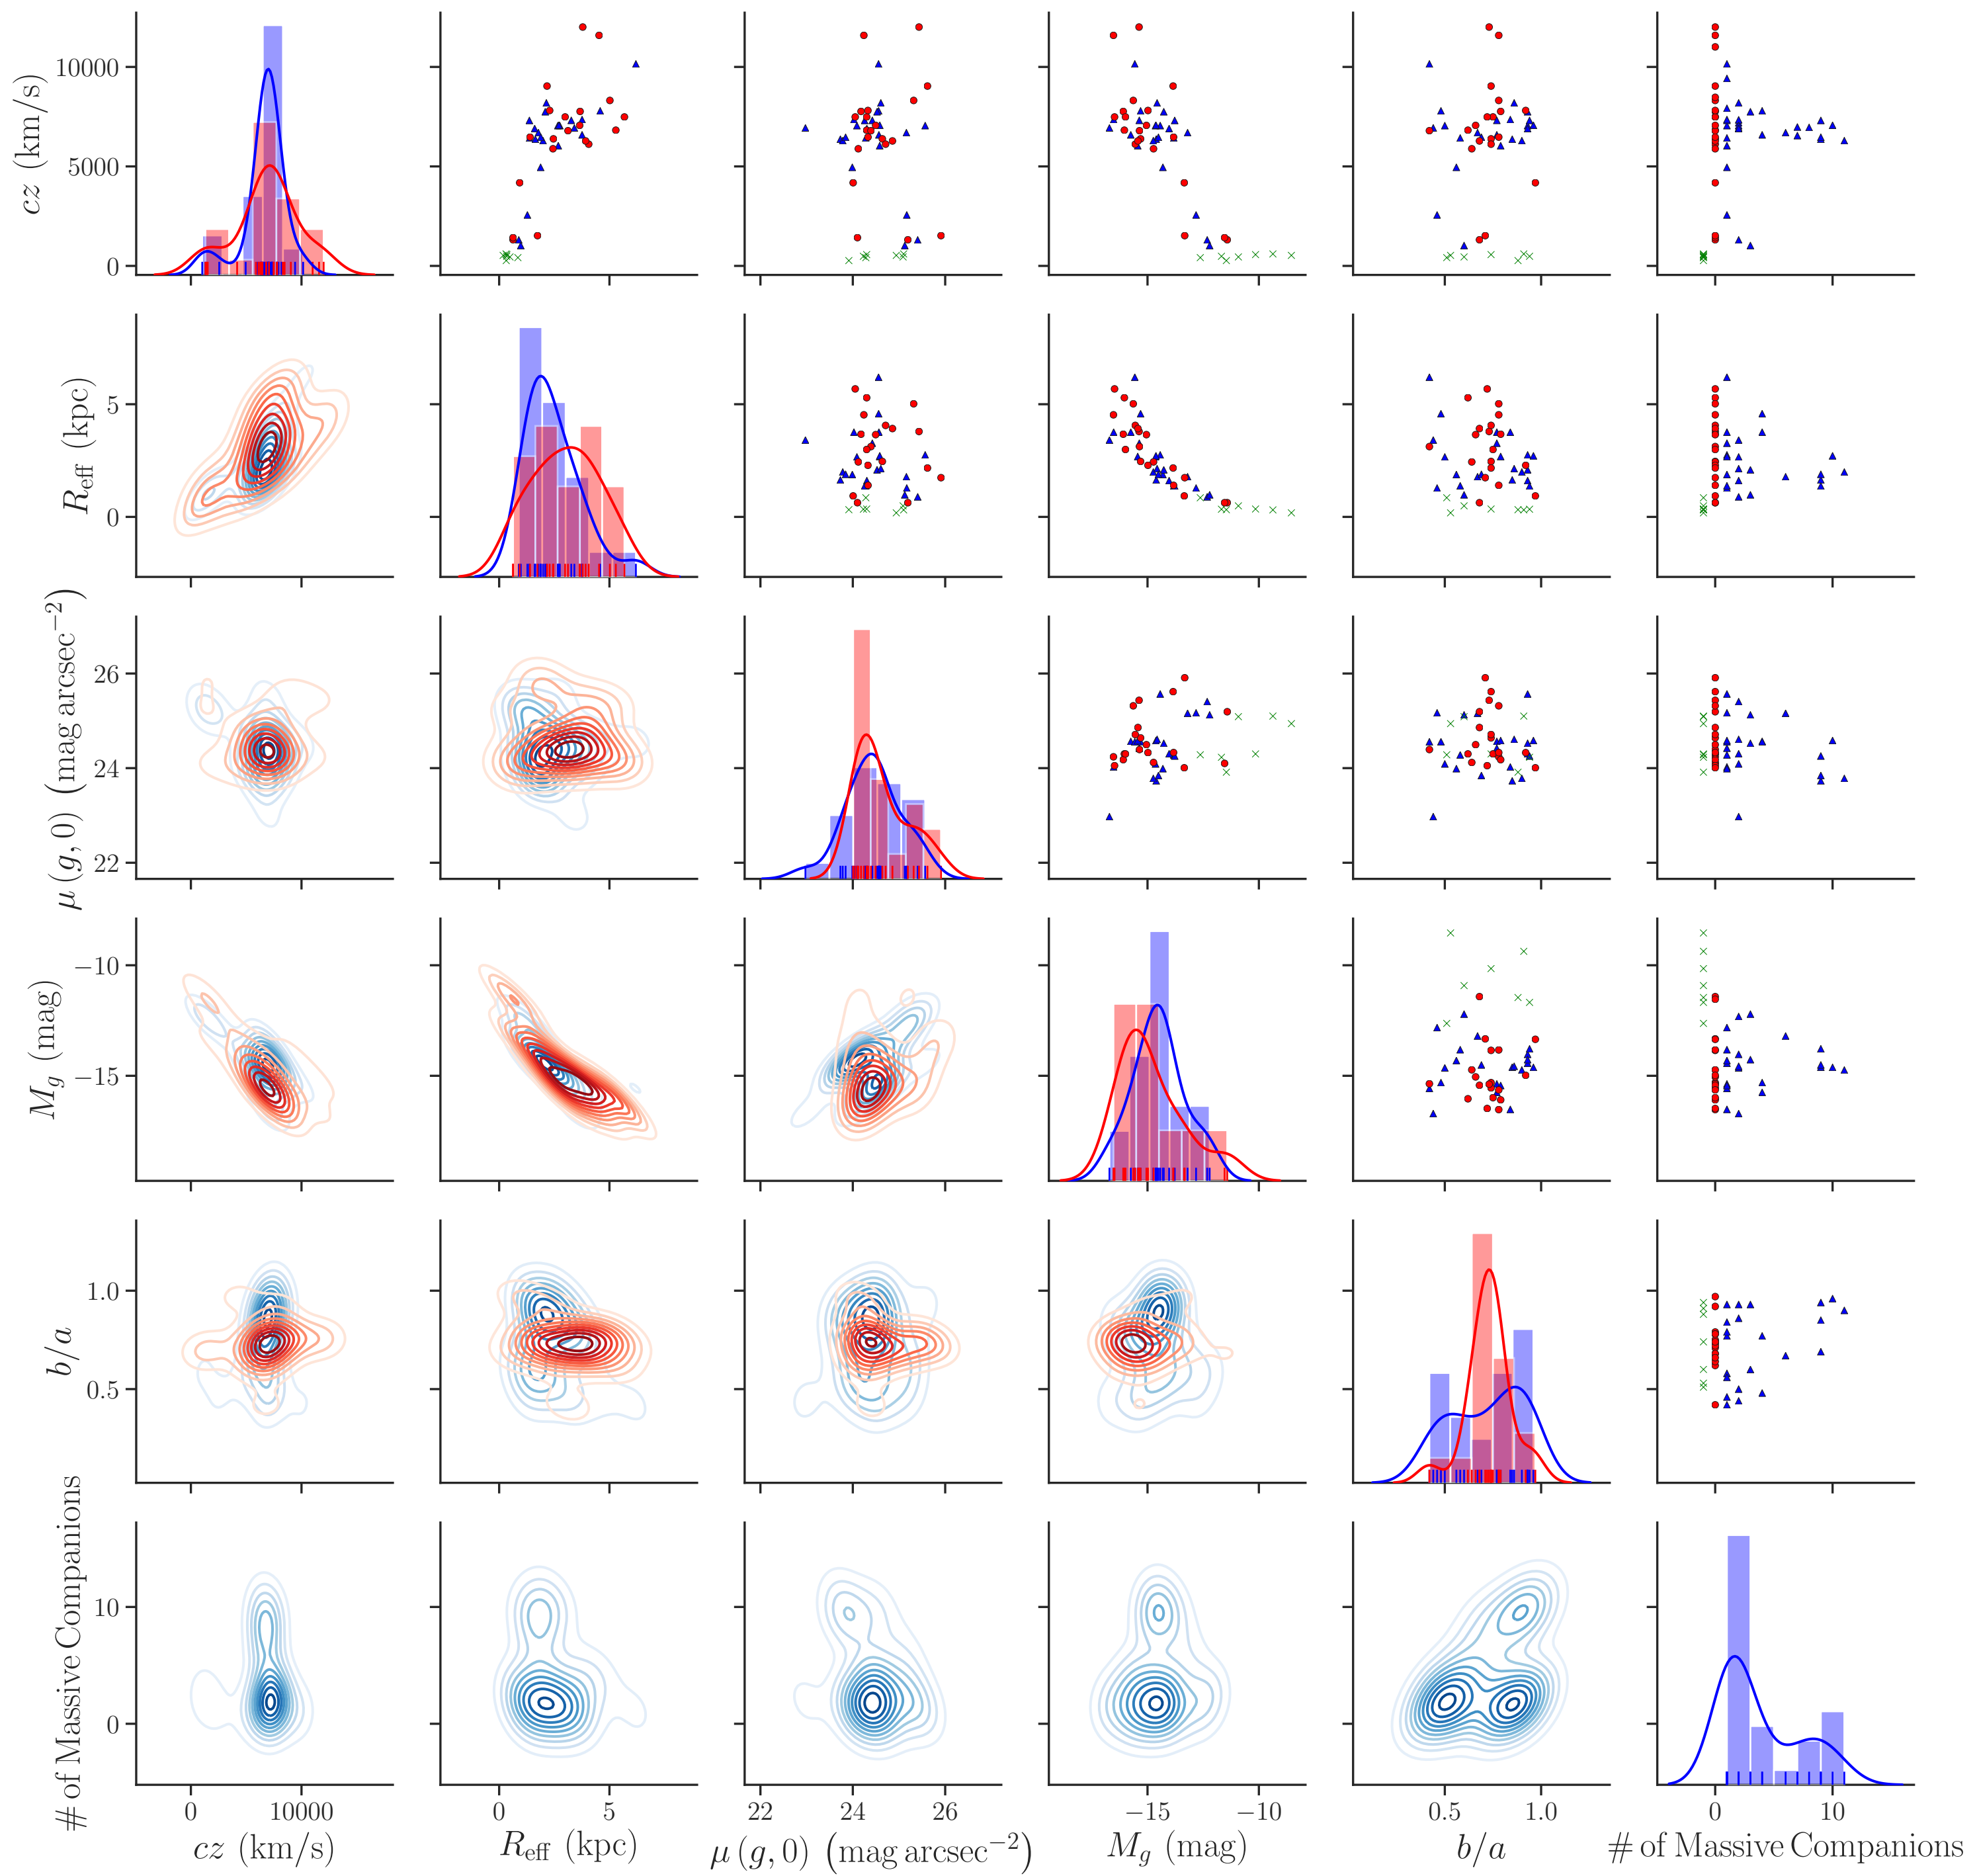 cz (km/s)
10000
5000
0
R_eff (kpc)
5
0
μ(g,0) (mag arcsec⁻²)
26
24
22
M_g (mag)
−10
−15
b/a
1.0
0.5
# of Massive Companions
10
0
0 10000 0 5 22 24 26 −15 −10 0.5 1.0 0 10
cz (km/s) R_eff (kpc) μ(g,0) (mag arcsec⁻²) M_g (mag) b/a # of Massive Companions